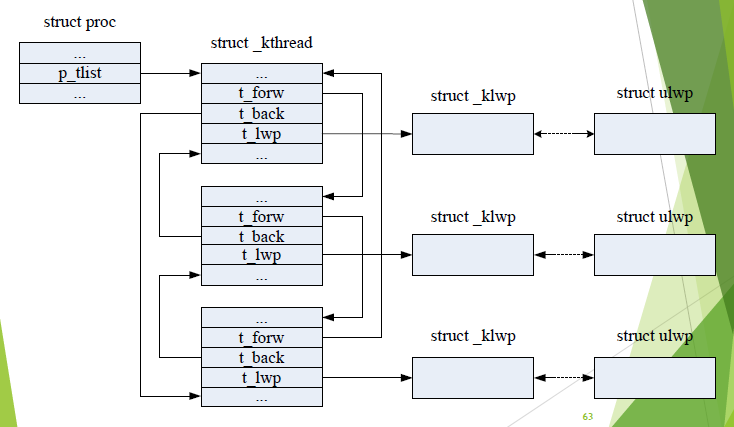 struct proc
...
p_tlist
...
struct _kthread
...
t_forw
t_back
t_lwp
...
struct _klwp
struct ulwp
...
t_forw
t_back
t_lwp
...
struct _klwp
struct ulwp
...
t_forw
t_back
t_lwp
...
struct _klwp
struct ulwp
63